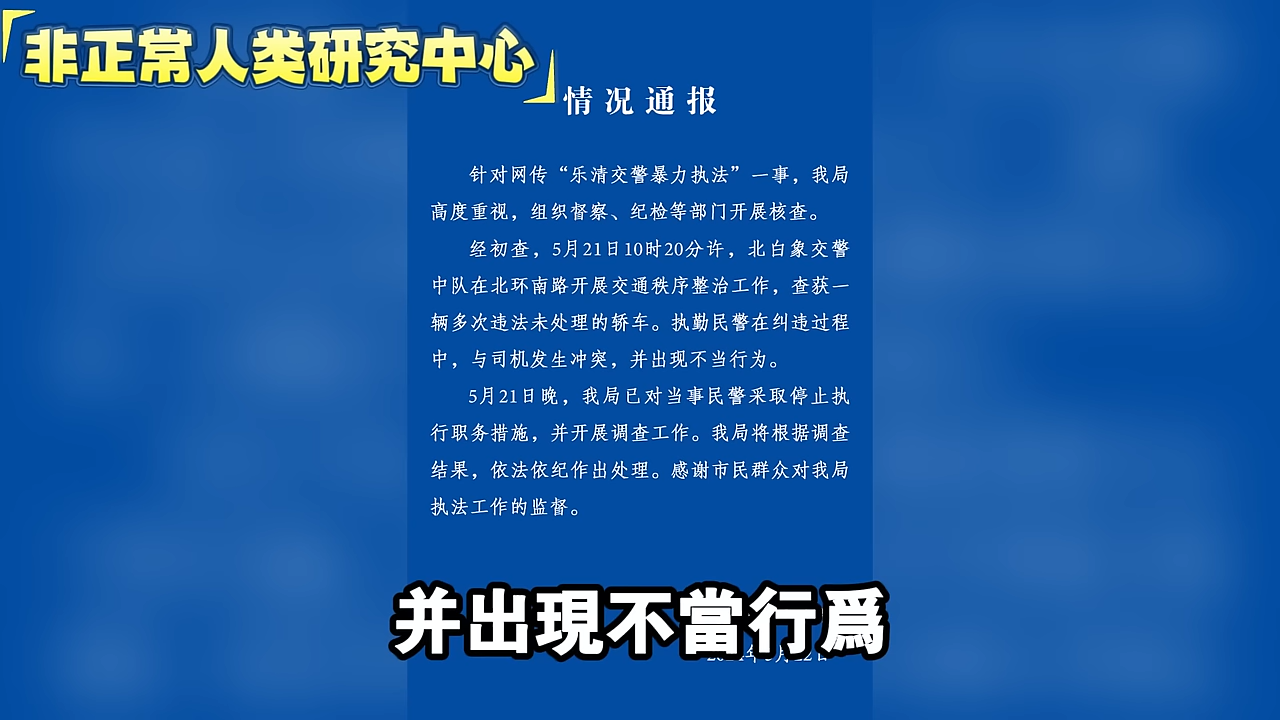 非正常人类研究中心
情况通报
针对网传“乐清交警暴力执法”一事，我局
高度重视，组织督察、纪检等部门开展核查。
经初查，5月21日10时20分许，北白象交警
中队在北环南路开展交通秩序整治工作，查获一
辆多次违法未处理的轿车。执勤民警在纠违过程
中，与司机发生冲突，并出现不当行为。
5月21日晚，我局已对当事民警采取停止执
行职务措施，并开展调查工作。我局将根据调查
结果，依法依纪作出处理。感谢市民群众对我局
执法工作的监督。
并出現不當行爲